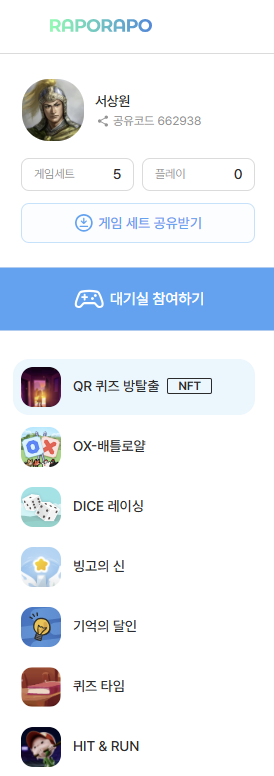 RAPORAPO
서상원
공유코드 662938
게임세트 5
플레이 0
게임 세트 공유받기
대기실 참여하기
QR 퀴즈 방탈출 NFT
OX-배틀로얄
DICE 레이싱
빙고의 신
기억의 달인
퀴즈 타임
HIT & RUN